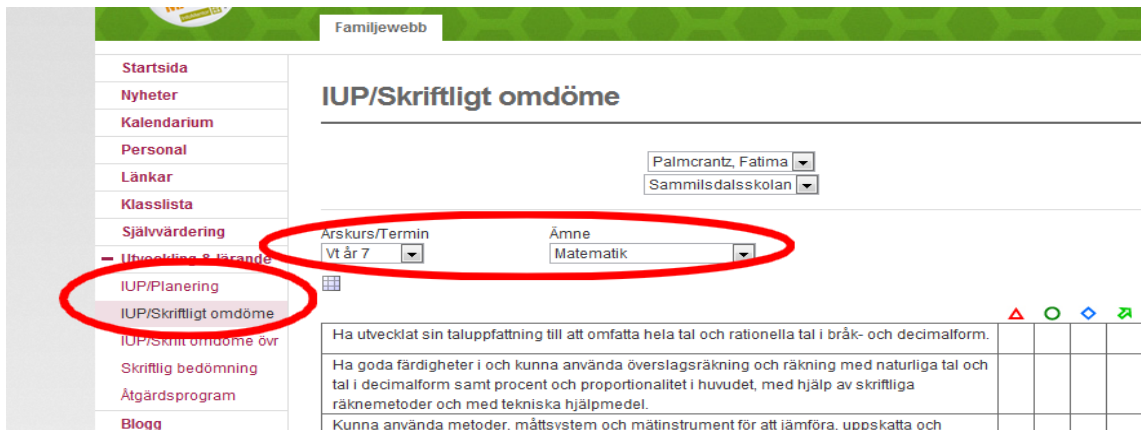 Familjewebb
Startsida
Nyheter
Kalendarium
Personal
Länkar
Klasslista
Självvärdering
Utveckling & lärande
IUP/Planering
IUP/Skriftligt omdöme
IUP/Skrift omdöme övr
Skriftlig bedömning
Åtgärdsprogram
Blogg
IUP/Skriftligt omdöme
Palmcrantz, Fatima
Sammilsdalsskolan
Årskurs/Termin
Ämne
Vt år 7
Matematik
Ha utvecklat sin taluppfattning till att omfatta hela tal och rationella tal i bråk- och decimalform.
Ha goda färdigheter i och kunna använda överslagsräkning och räkning med naturliga tal och
tal i decimalform samt procent och proportionalitet i huvudet, med hjälp av skriftliga
räknemetoder och med tekniska hjälpmedel.
Kunna använda metoder, måttsystem och mätinstrument för att jämföra, uppskatta och